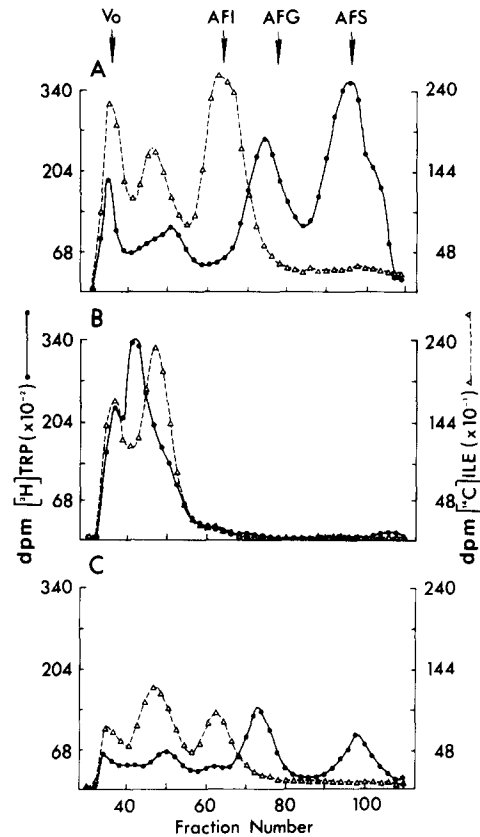 Vo AFI AFG AFS
A
340 240
204 144
68 48
B
340 240
204 144
68 48
C
340 240
204 144
68 48
40 60 80 100
Fraction Number
dpm [³H]TRP (x10⁻²)
dpm [¹⁴C]ILE (x10⁻¹)